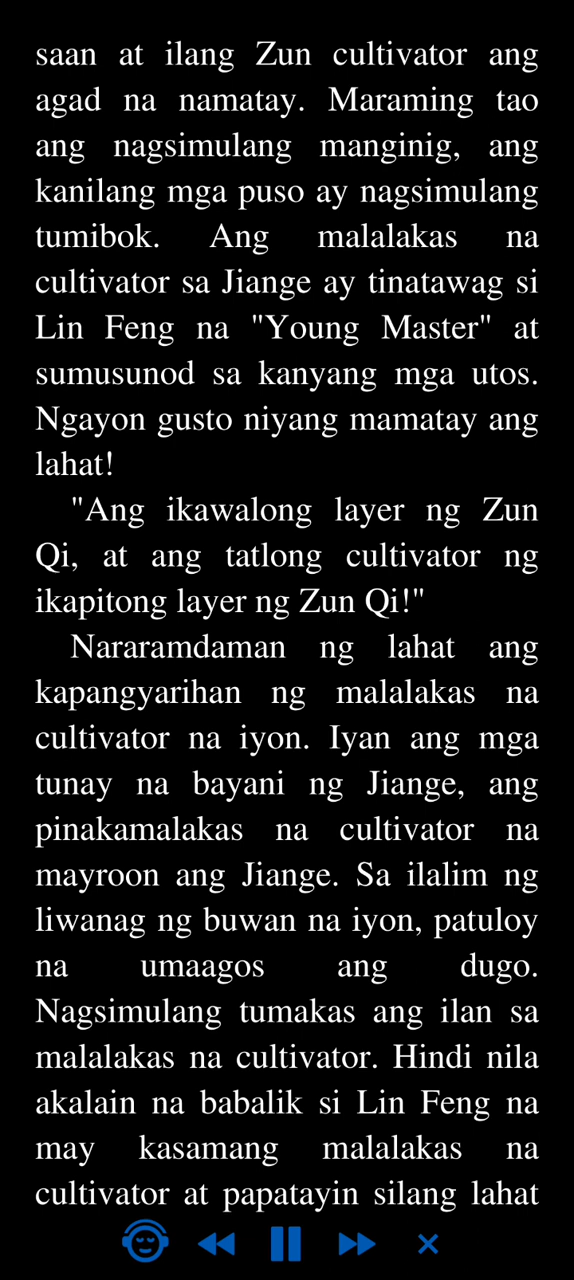 saan at ilang Zun cultivator ang
agad na namatay. Maraming tao
ang nagsimulang manginig, ang
kanilang mga puso ay nagsimulang
tumibok. Ang malalakas na
cultivator sa Jiange ay tinatawag si
Lin Feng na "Young Master" at
sumusunod sa kanyang mga utos.
Ngayon gusto niyang mamatay ang
lahat!
"Ang ikawalong layer ng Zun
Qi, at ang tatlong cultivator ng
ikapitong layer ng Zun Qi!"
Nararamdaman ng lahat ang
kapangyarihan ng malalakas na
cultivator na iyon. Iyan ang mga
tunay na bayani ng Jiange, ang
pinakamalakas na cultivator na
mayroon ang Jiange. Sa ilalim ng
liwanag ng buwan na iyon, patuloy
na umaagos ang dugo.
Nagsimulang tumakas ang ilan sa
malalakas na cultivator. Hindi nila
akalain na babalik si Lin Feng na
may kasamang malalakas na
cultivator at papatayin silang lahat